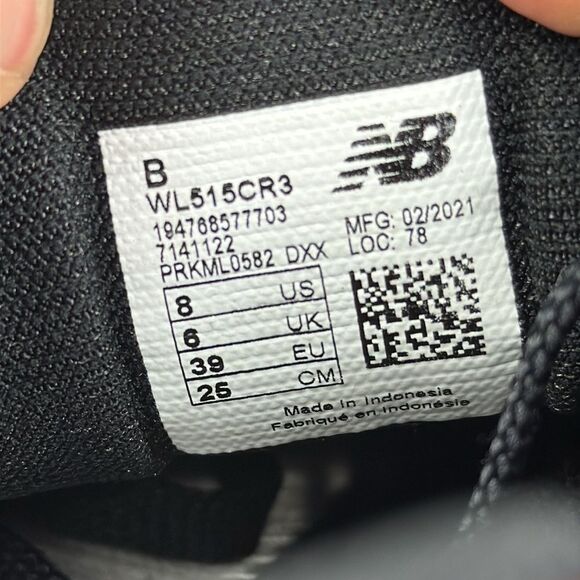 B
WL515CR3
194768577703
7141122
PRKML0582 DXX
NB
MFG: 02/2021
LOC: 78
8 US
6 UK
39 EU
25 CM
Made in Indonesia
Fabriqué en Indonésie